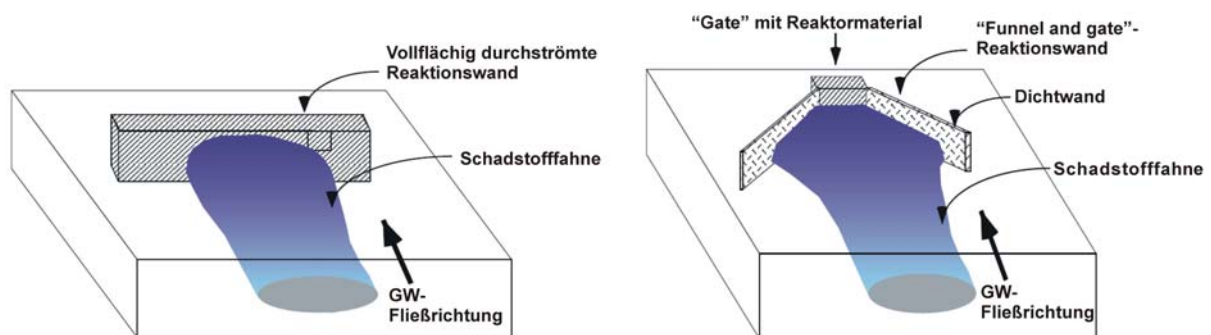 Vollflächig durchströmte
Reaktionswand
Schadstofffahne
GW-
Fließrichtung
“Gate” mit Reaktormaterial
“Funnel and gate”-
Reaktionswand
Dichtwand
Schadstofffahne
GW-
Fließrichtung